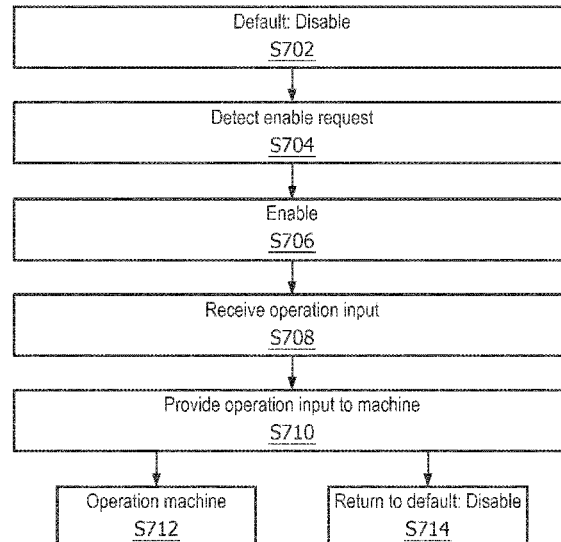 Default: Disable
S702
Detect enable request
S704
Enable
S706
Receive operation input
S708
Provide operation input to machine
S710
Operation machine
S712
Return to default: Disable
S714